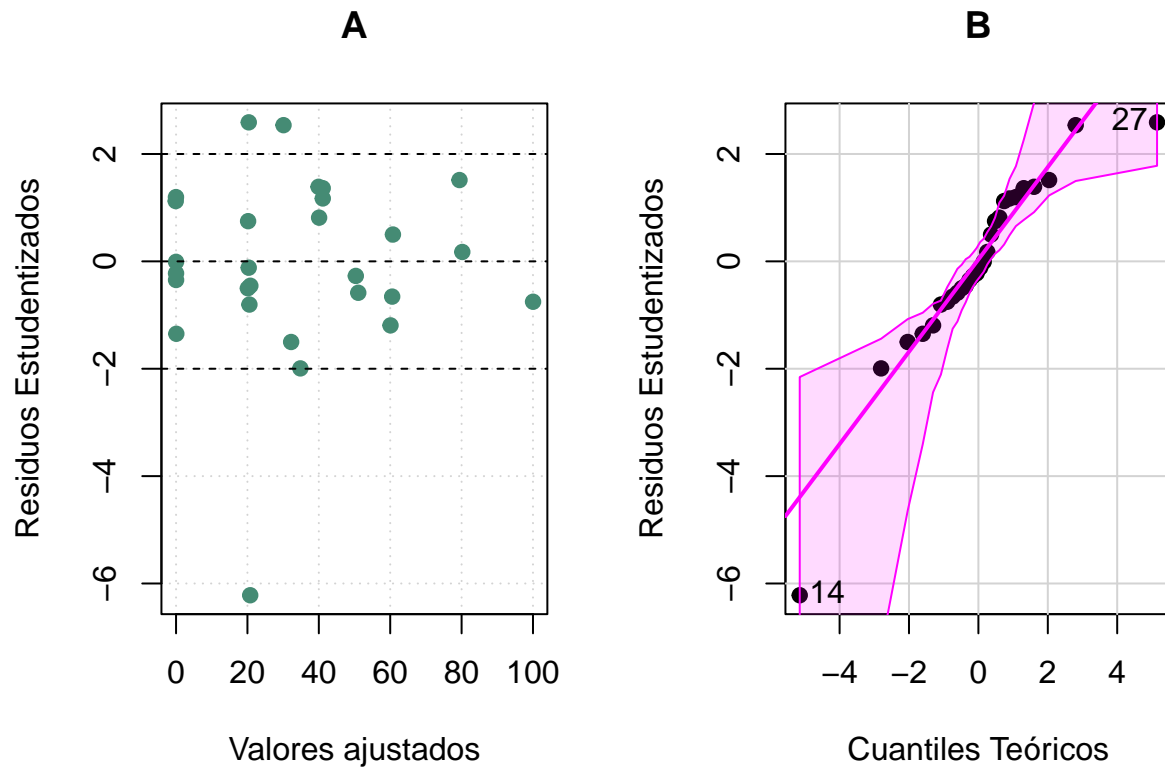 A
Residuos Estudentizados
2
0
−2
−4
−6
0 20 40 60 80 100
Valores ajustados
B
Residuos Estudentizados
2
0
−2
−4
−6
27
14
−4 −2 0 2 4
Cuantiles Teóricos